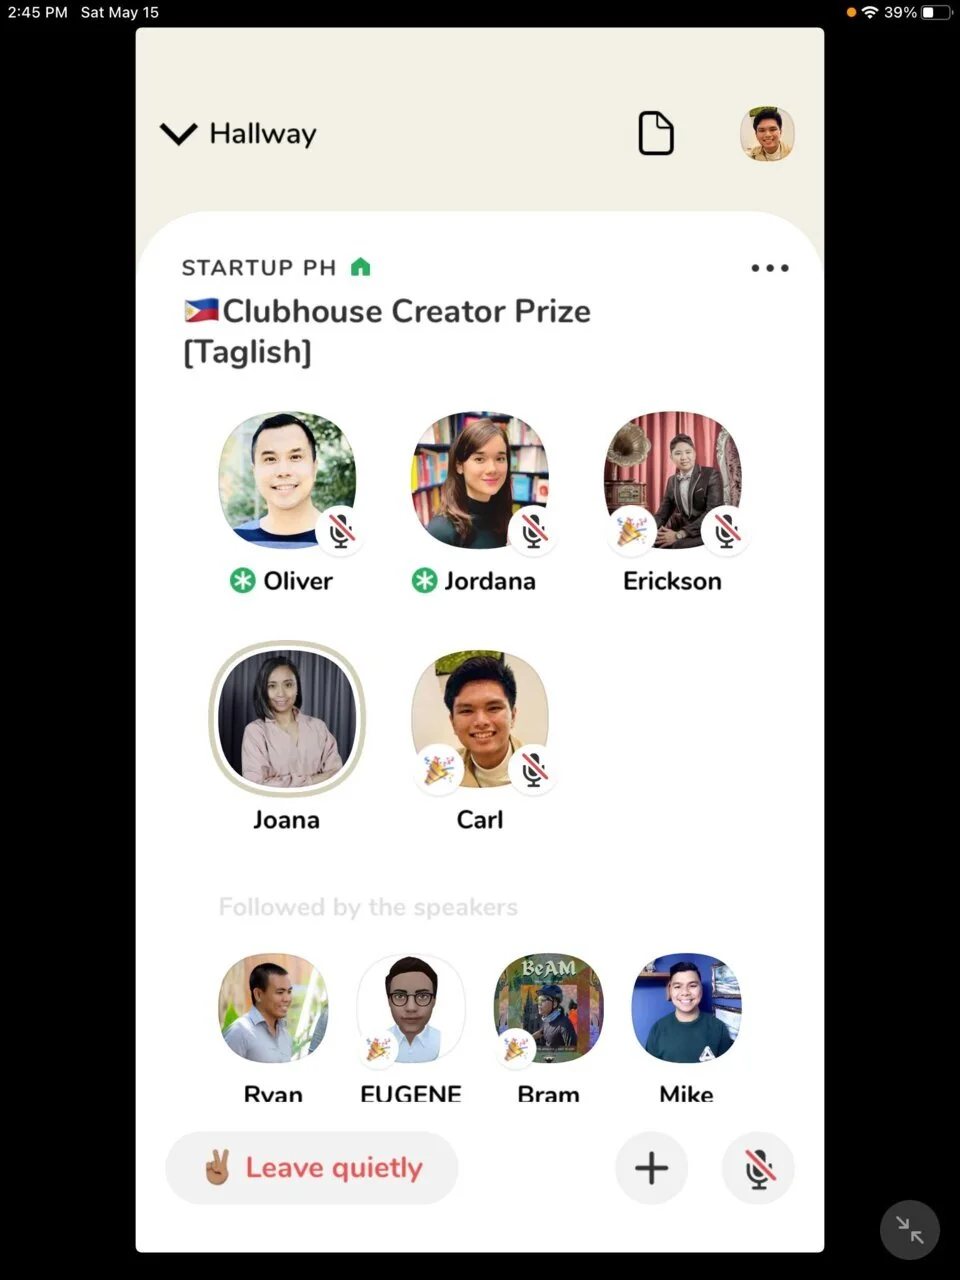 2:45 PM Sat May 15
39%
Hallway
STARTUP PH
🇵🇭Clubhouse Creator Prize
[Taglish]
Oliver
Jordana
Erickson
Joana
Carl
Followed by the speakers
BeAM
Ryan
EUGENE
Bram
Mike
✌🏽 Leave quietly